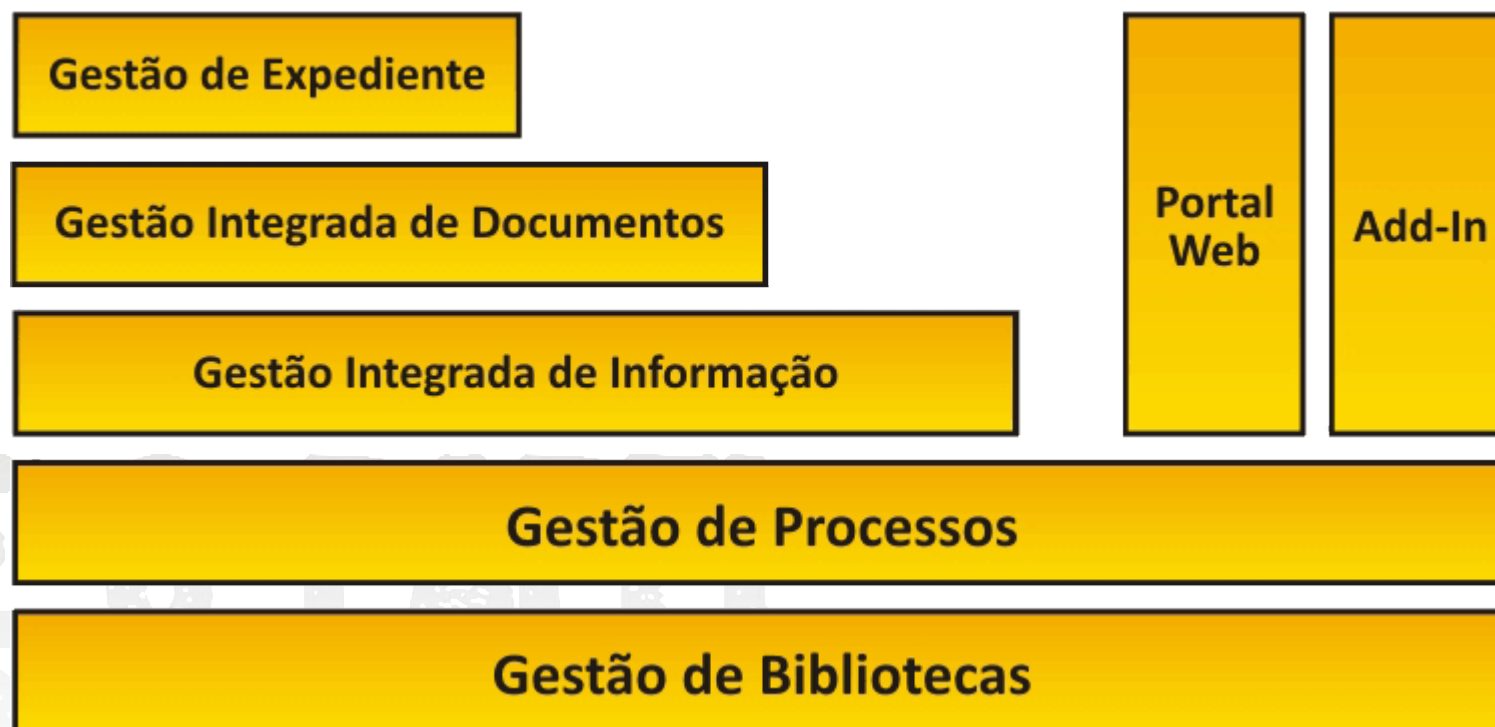 Gestão de Expediente
Gestão Integrada de Documentos
Gestão Integrada de Informação
Portal
Web
Add-In
Gestão de Processos
Gestão de Bibliotecas